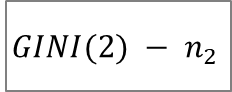 GINI(2) − n₂